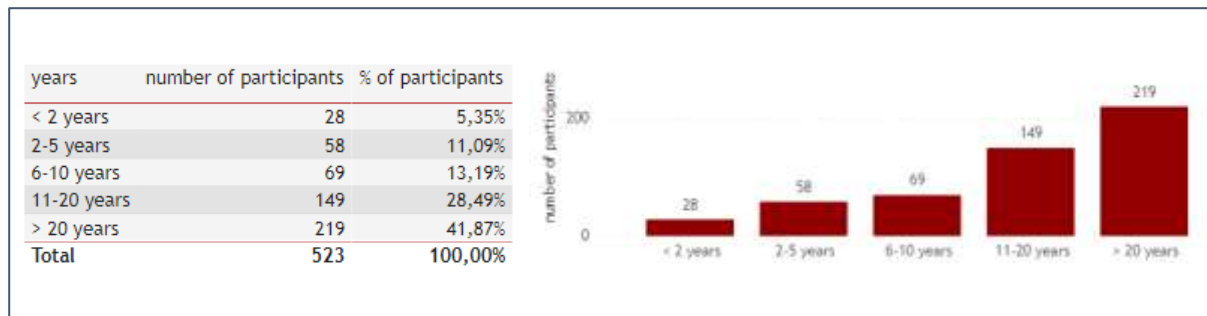 years number of participants % of participants
< 2 years 28 5,35%
2-5 years 58 11,09%
6-10 years 69 13,19%
11-20 years 149 28,49%
> 20 years 219 41,87%
Total 523 100,00%
number of participants
200
0
28
58
69
149
219
< 2 years 2-5 years 6-10 years 11-20 years > 20 years